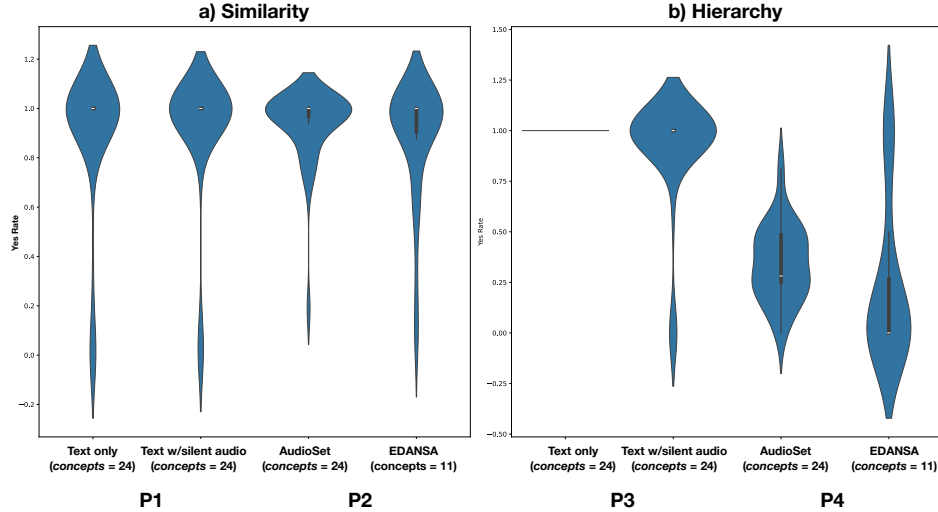 a) Similarity
b) Hierarchy
Yes Rate
1.2
1.0
0.8
0.6
0.4
0.2
0.0
−0.2
Text only
(concepts = 24)
Text w/silent audio
(concepts = 24)
AudioSet
(concepts = 24)
EDANSA
(concepts = 11)
P1
P2
Yes Rate
1.50
1.25
1.00
0.75
0.50
0.25
0.00
−0.25
−0.50
Text only
(concepts = 24)
Text w/silent audio
(concepts = 24)
AudioSet
(concepts = 24)
EDANSA
(concepts = 11)
P3
P4